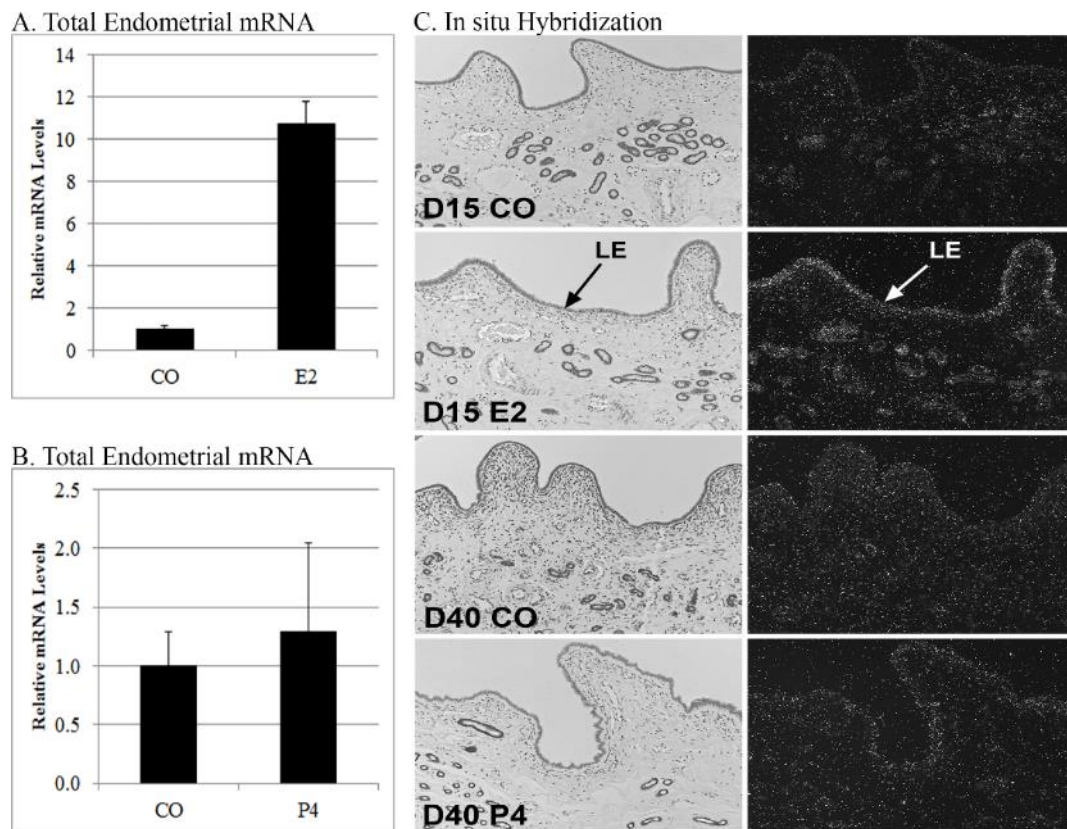 A. Total Endometrial mRNA
Relative mRNA Levels
14
12
10
8
6
4
2
0
CO E2
B. Total Endometrial mRNA
Relative mRNA Levels
2.5
2.0
1.5
1.0
0.5
0.0
CO P4
C. In situ Hybridization
D15 CO
LE LE
D15 E2
D40 CO
D40 P4